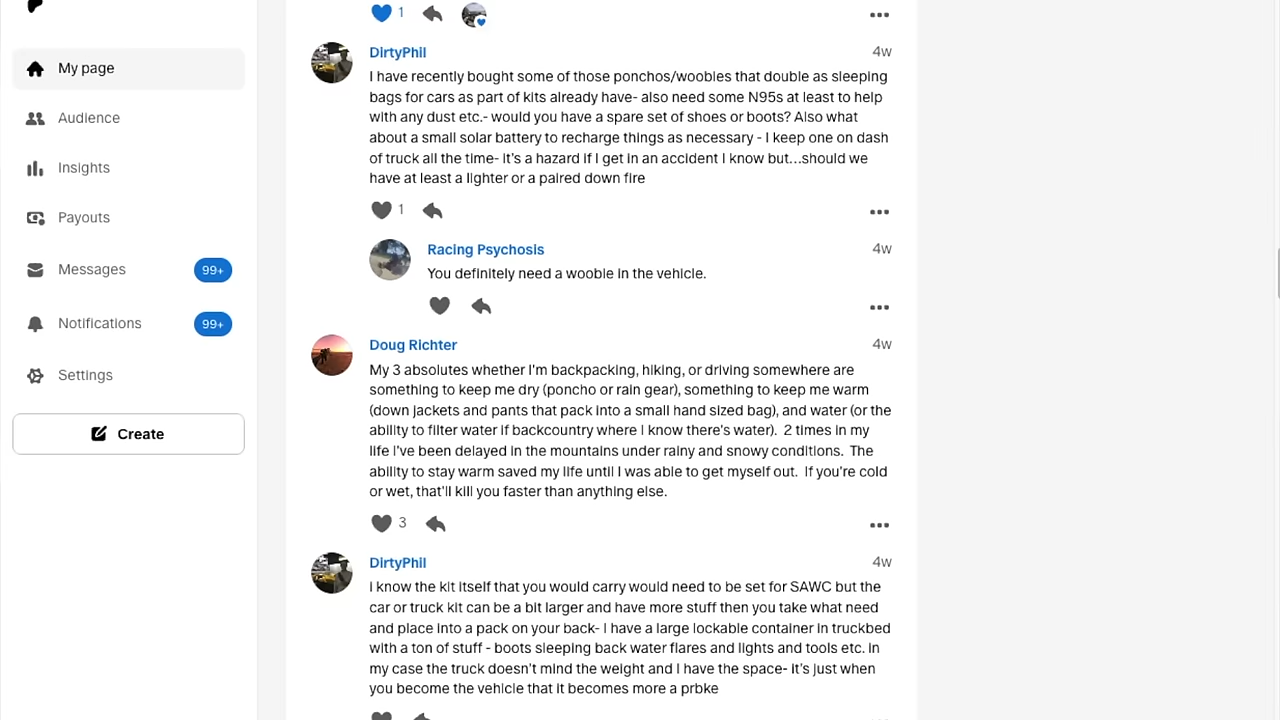 My page
Audience
Insights
Payouts
Messages
99+
Notifications
99+
Settings
Create
1
DirtyPhil
4w
I have recently bought some of those ponchos/woobies that double as sleeping
bags for cars as part of kits already have- also need some N95s at least to help
with any dust etc.- would you have a spare set of shoes or boots? Also what
about a small solar battery to recharge things as necessary - I keep one on dash
of truck all the time- it's a hazard if I get in an accident I know but...should we
have at least a lighter or a paired down fire
1
Racing Psychosis
4w
You definitely need a wooble in the vehicle.
Doug Richter
4w
My 3 absolutes whether I'm backpacking, hiking, or driving somewhere are
something to keep me dry (poncho or rain gear), something to keep me warm
(down jackets and pants that pack into a small hand sized bag), and water (or the
ability to filter water if backcountry where I know there's water). 2 times in my
life I've been delayed in the mountains under rainy and snowy conditions. The
ability to stay warm saved my life until I was able to get myself out. If you're cold
or wet, that'll kill you faster than anything else.
3
DirtyPhil
4w
I know the kit itself that you would carry would need to be set for SAWC but the
car or truck kit can be a bit larger and have more stuff then you take what need
and place into a pack on your back- I have a large lockable container in truckbed
with a ton of stuff - boots sleeping back water flares and lights and tools etc. In
my case the truck doesn't mind the weight and I have the space- it's just when
you become the vehicle that it becomes more a prbke